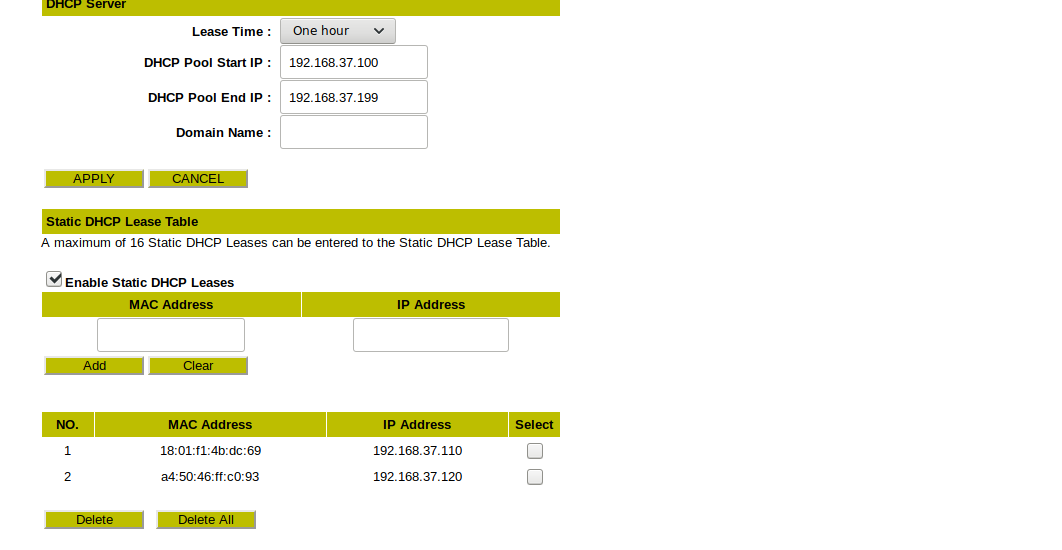 DHCP Server
Lease Time : One hour
DHCP Pool Start IP : 192.168.37.100
DHCP Pool End IP : 192.168.37.199
Domain Name :
APPLY CANCEL
Static DHCP Lease Table
A maximum of 16 Static DHCP Leases can be entered to the Static DHCP Lease Table.
Enable Static DHCP Leases
MAC Address IP Address
Add Clear
NO. MAC Address IP Address Select
1 18:01:f1:4b:dc:69 192.168.37.110
2 a4:50:46:ff:c0:93 192.168.37.120
Delete Delete All